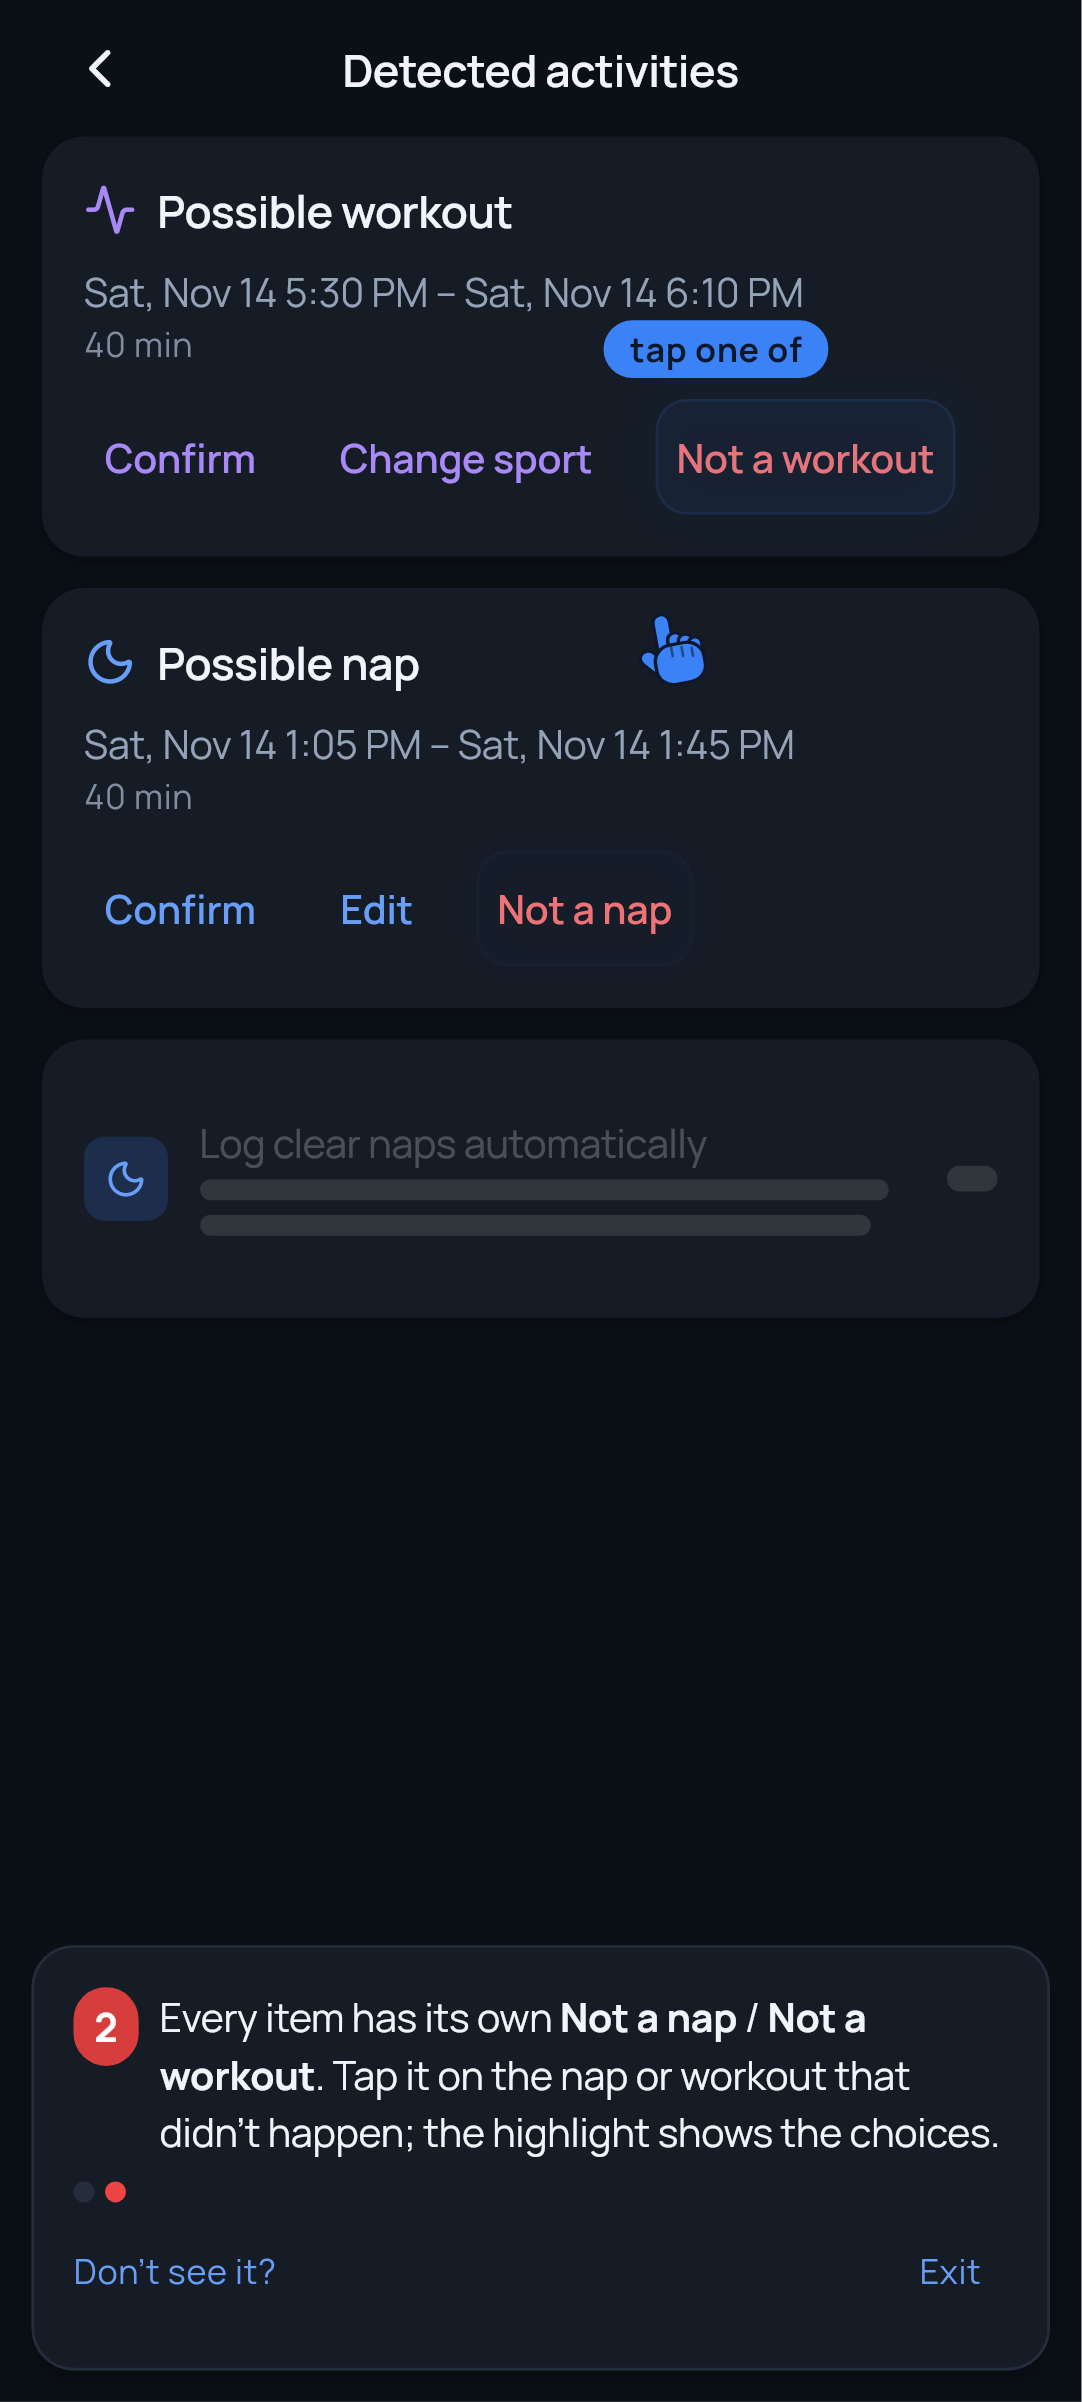 Detected activities
Possible workout
Sat, Nov 14 5:30 PM – Sat, Nov 14 6:10 PM
40 min
tap one of
Confirm
Change sport
Not a workout
Possible nap
Sat, Nov 14 1:05 PM – Sat, Nov 14 1:45 PM
40 min
Confirm
Edit
Not a nap
Log clear naps automatically
2
Every item has its own Not a nap / Not a
workout. Tap it on the nap or workout that
didn’t happen; the highlight shows the choices.
Don’t see it?
Exit